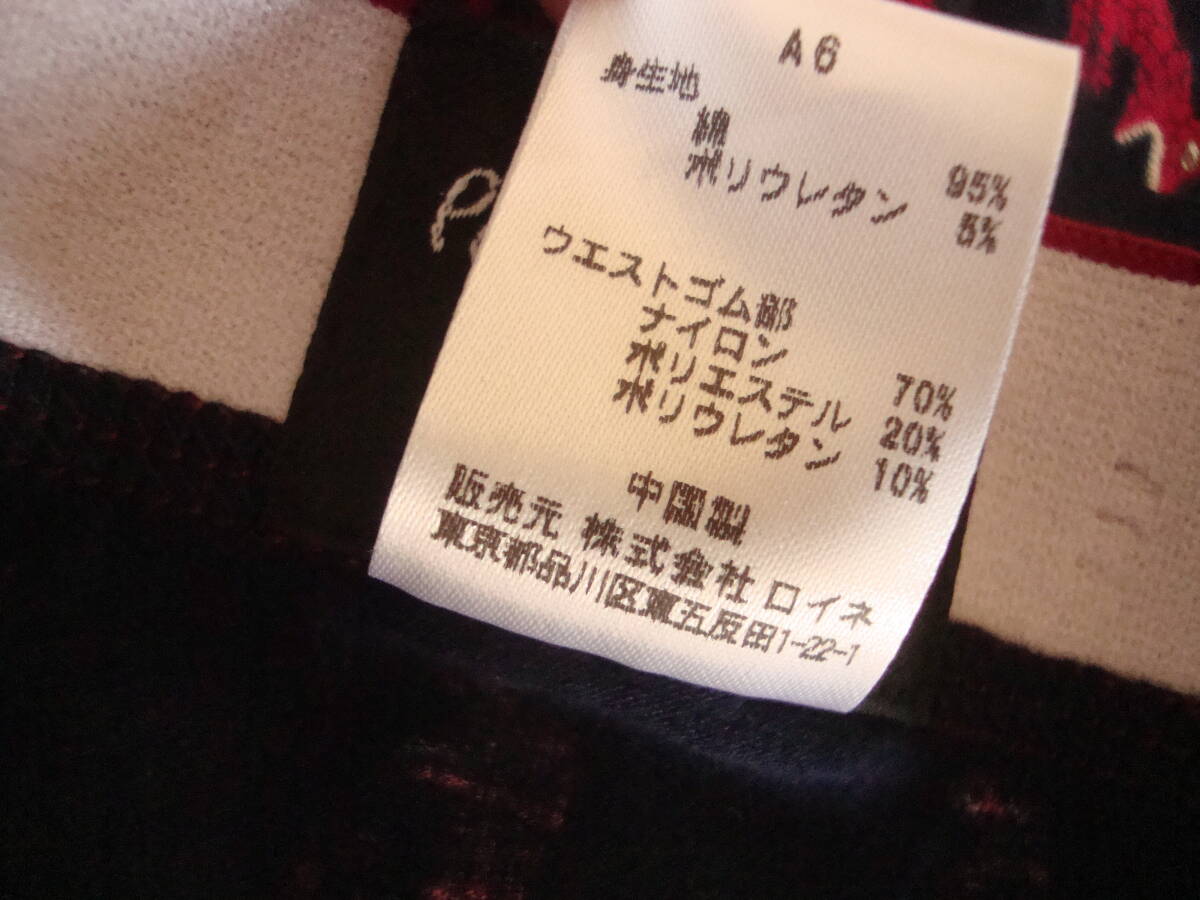 A6
身生地
綿 95%
ポリウレタン 5%
ウエストゴム部
ナイロン 70%
ポリエステル 20%
ポリウレタン 10%
中国製
販売元 株式会社 ロイネ
東京都品川区東五反田1-22-1